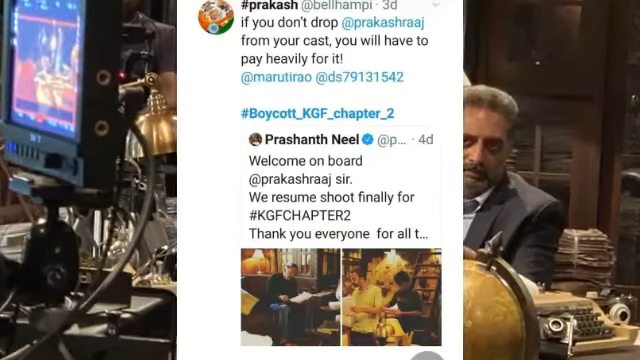 #prakash @bellhampi · 3d
if you don't drop @prakashraaj
from your cast, you will have to
pay heavily for it!
@marutirao @ds79131542
#Boycott_KGF_chapter_2
Prashanth Neel @p... · 4d
Welcome on board
@prakashraaj sir.
We resume shoot finally for
#KGFCHAPTER2
Thank you everyone for all t...